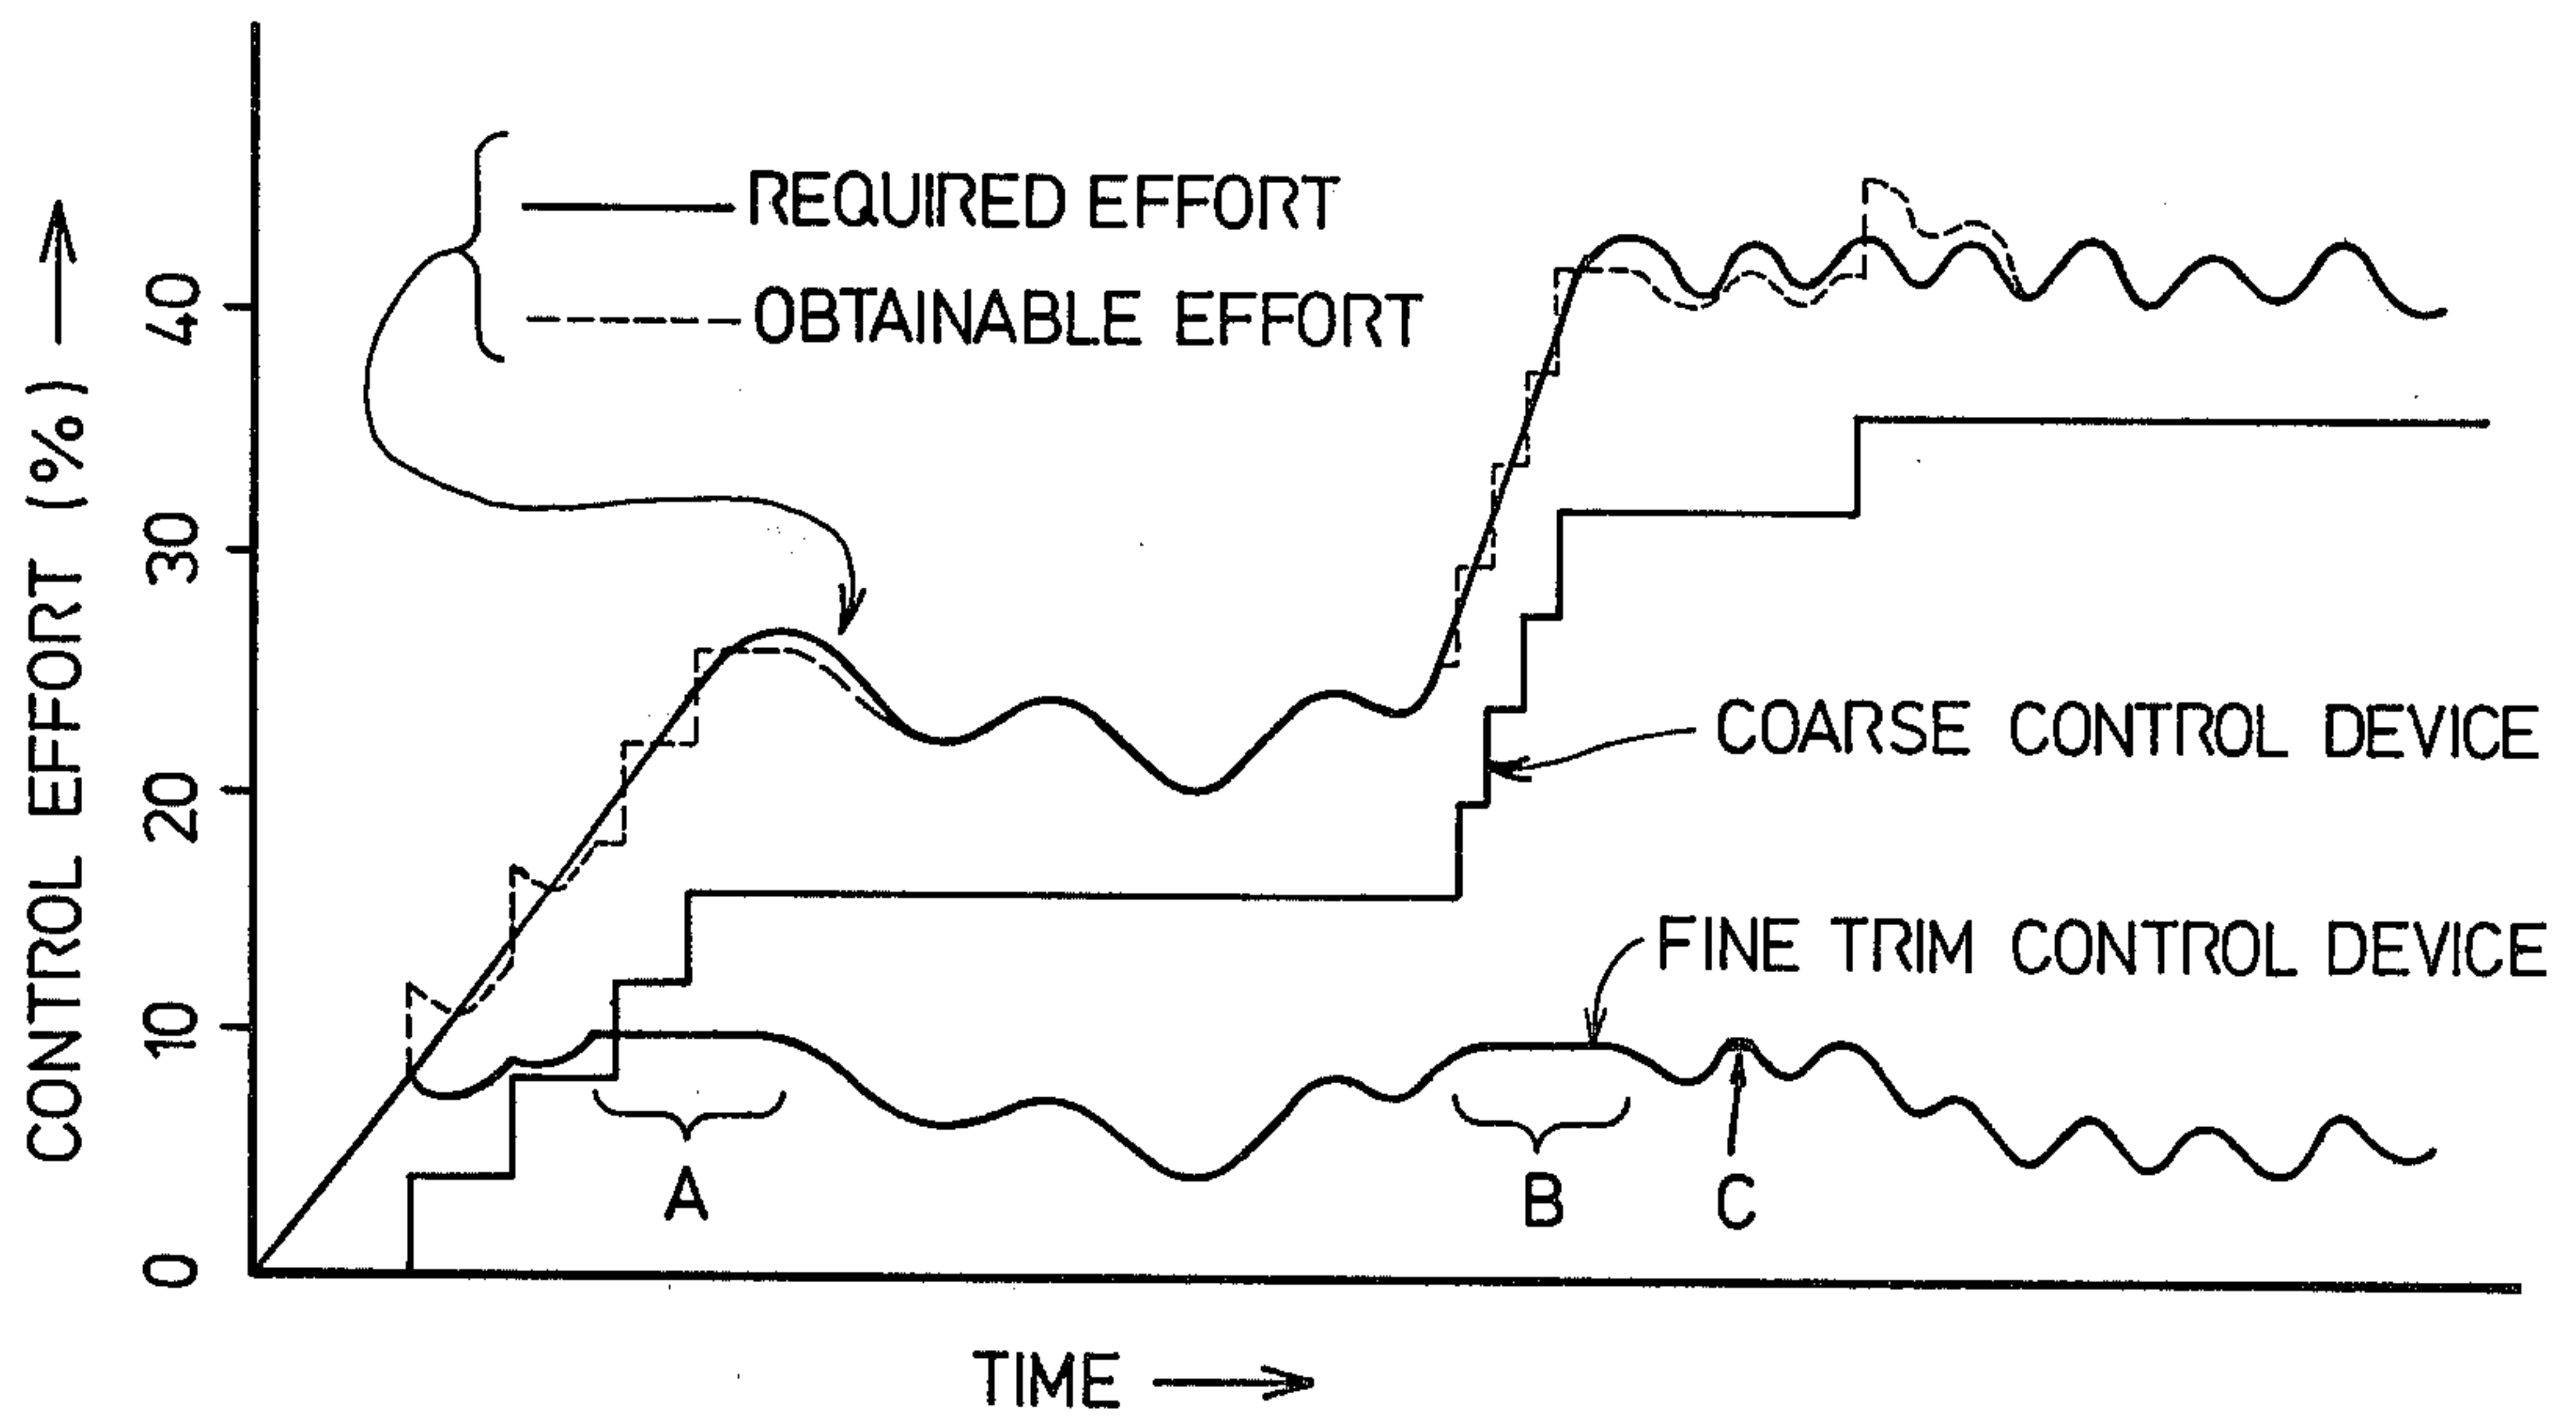 REQUIRED EFFORT
OBTAINABLE EFFORT
CONTROL EFFORT (%)
40
30
20
10
0
COARSE CONTROL DEVICE
FINE TRIM CONTROL DEVICE
A
B
C
TIME